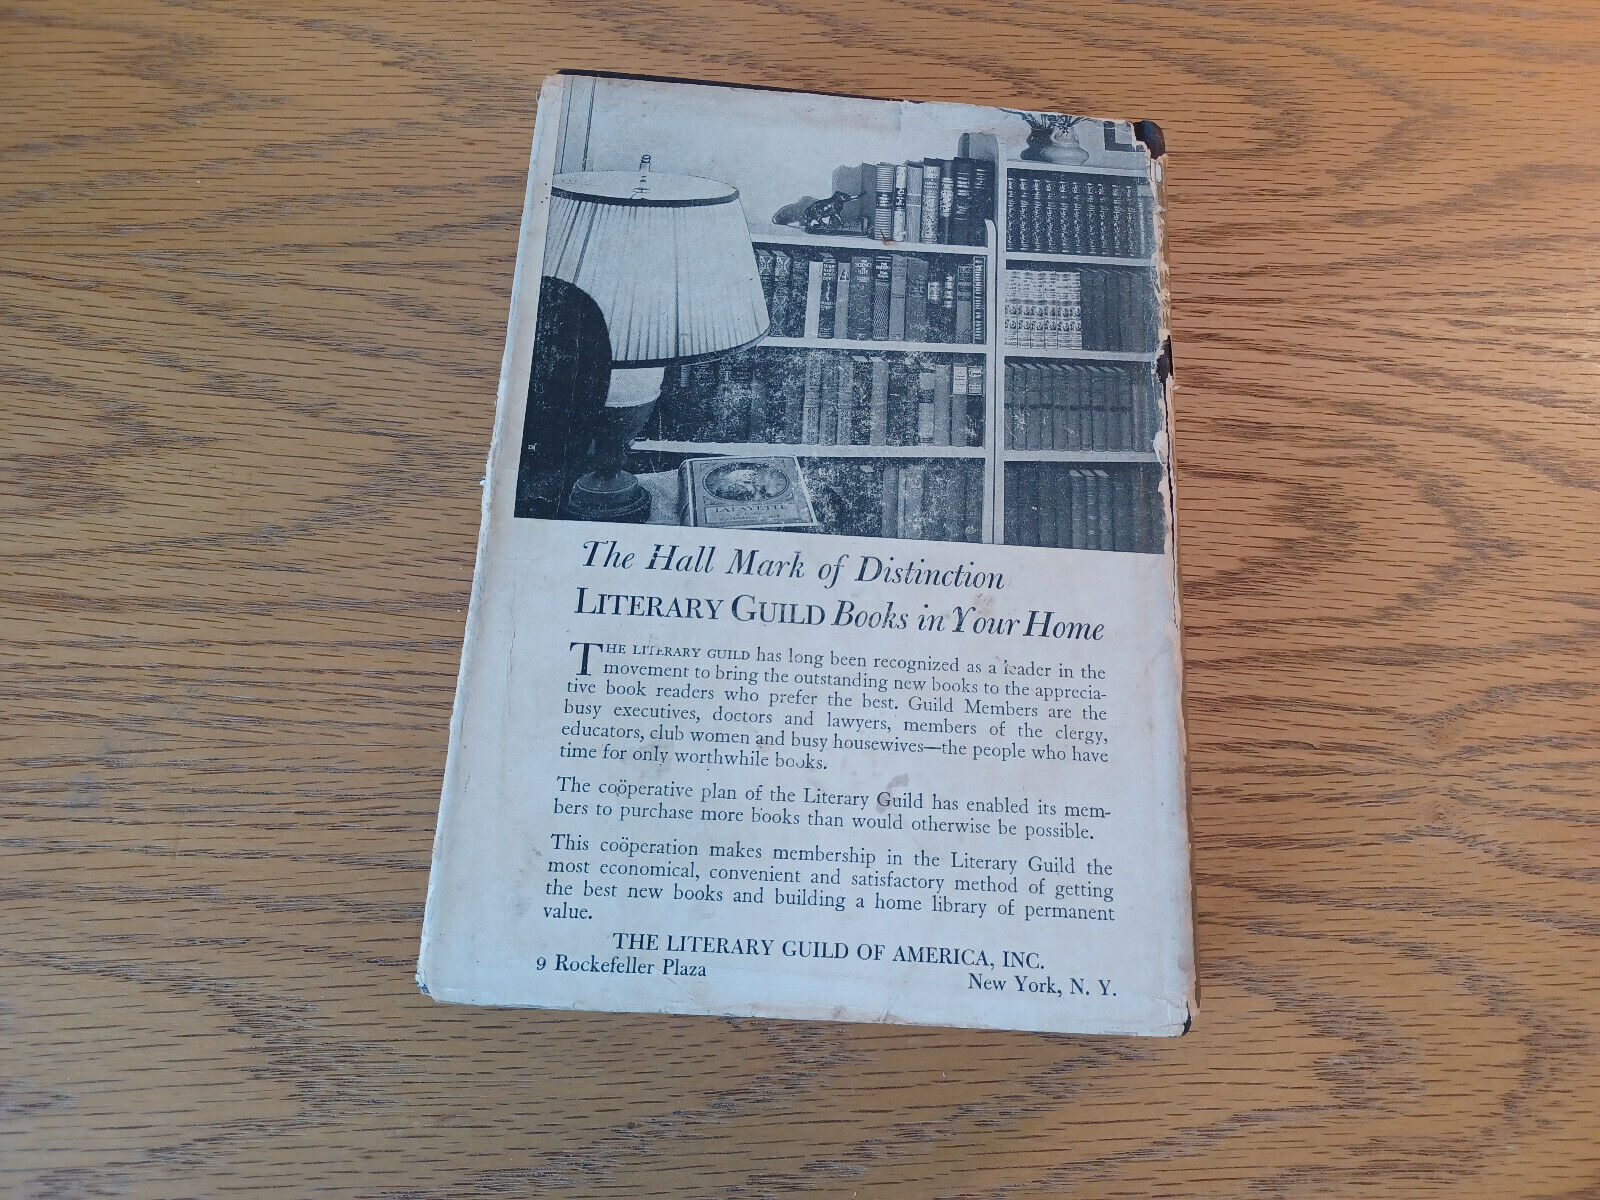 LAFAYETTE
The Hall Mark of Distinction
LITERARY GUILD Books in Your Home
THE LITERARY GUILD has long been recognized as a leader in the
movement to bring the outstanding new books to the apprecia-
tive book readers who prefer the best. Guild Members are the
busy executives, doctors and lawyers, members of the clergy,
educators, club women and busy housewives—the people who have
time for only worthwhile books.
The coöperative plan of the Literary Guild has enabled its mem-
bers to purchase more books than would otherwise be possible.
This coöperation makes membership in the Literary Guild the
most economical, convenient and satisfactory method of getting
the best new books and building a home library of permanent
value.
THE LITERARY GUILD OF AMERICA, INC.
9 Rockefeller Plaza
New York, N. Y.